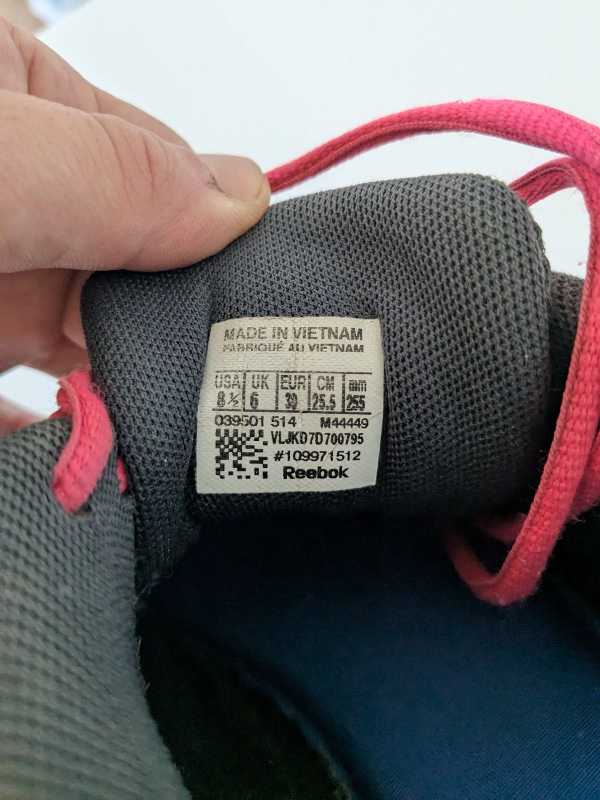 MADE IN VIETNAM
FABRIQUÉ AU VIETNAM
USA UK EUR CM mm
8½ 6 39 25.5 255
039501 514 M44449
VLJKD7D700795
#109971512
Reebok